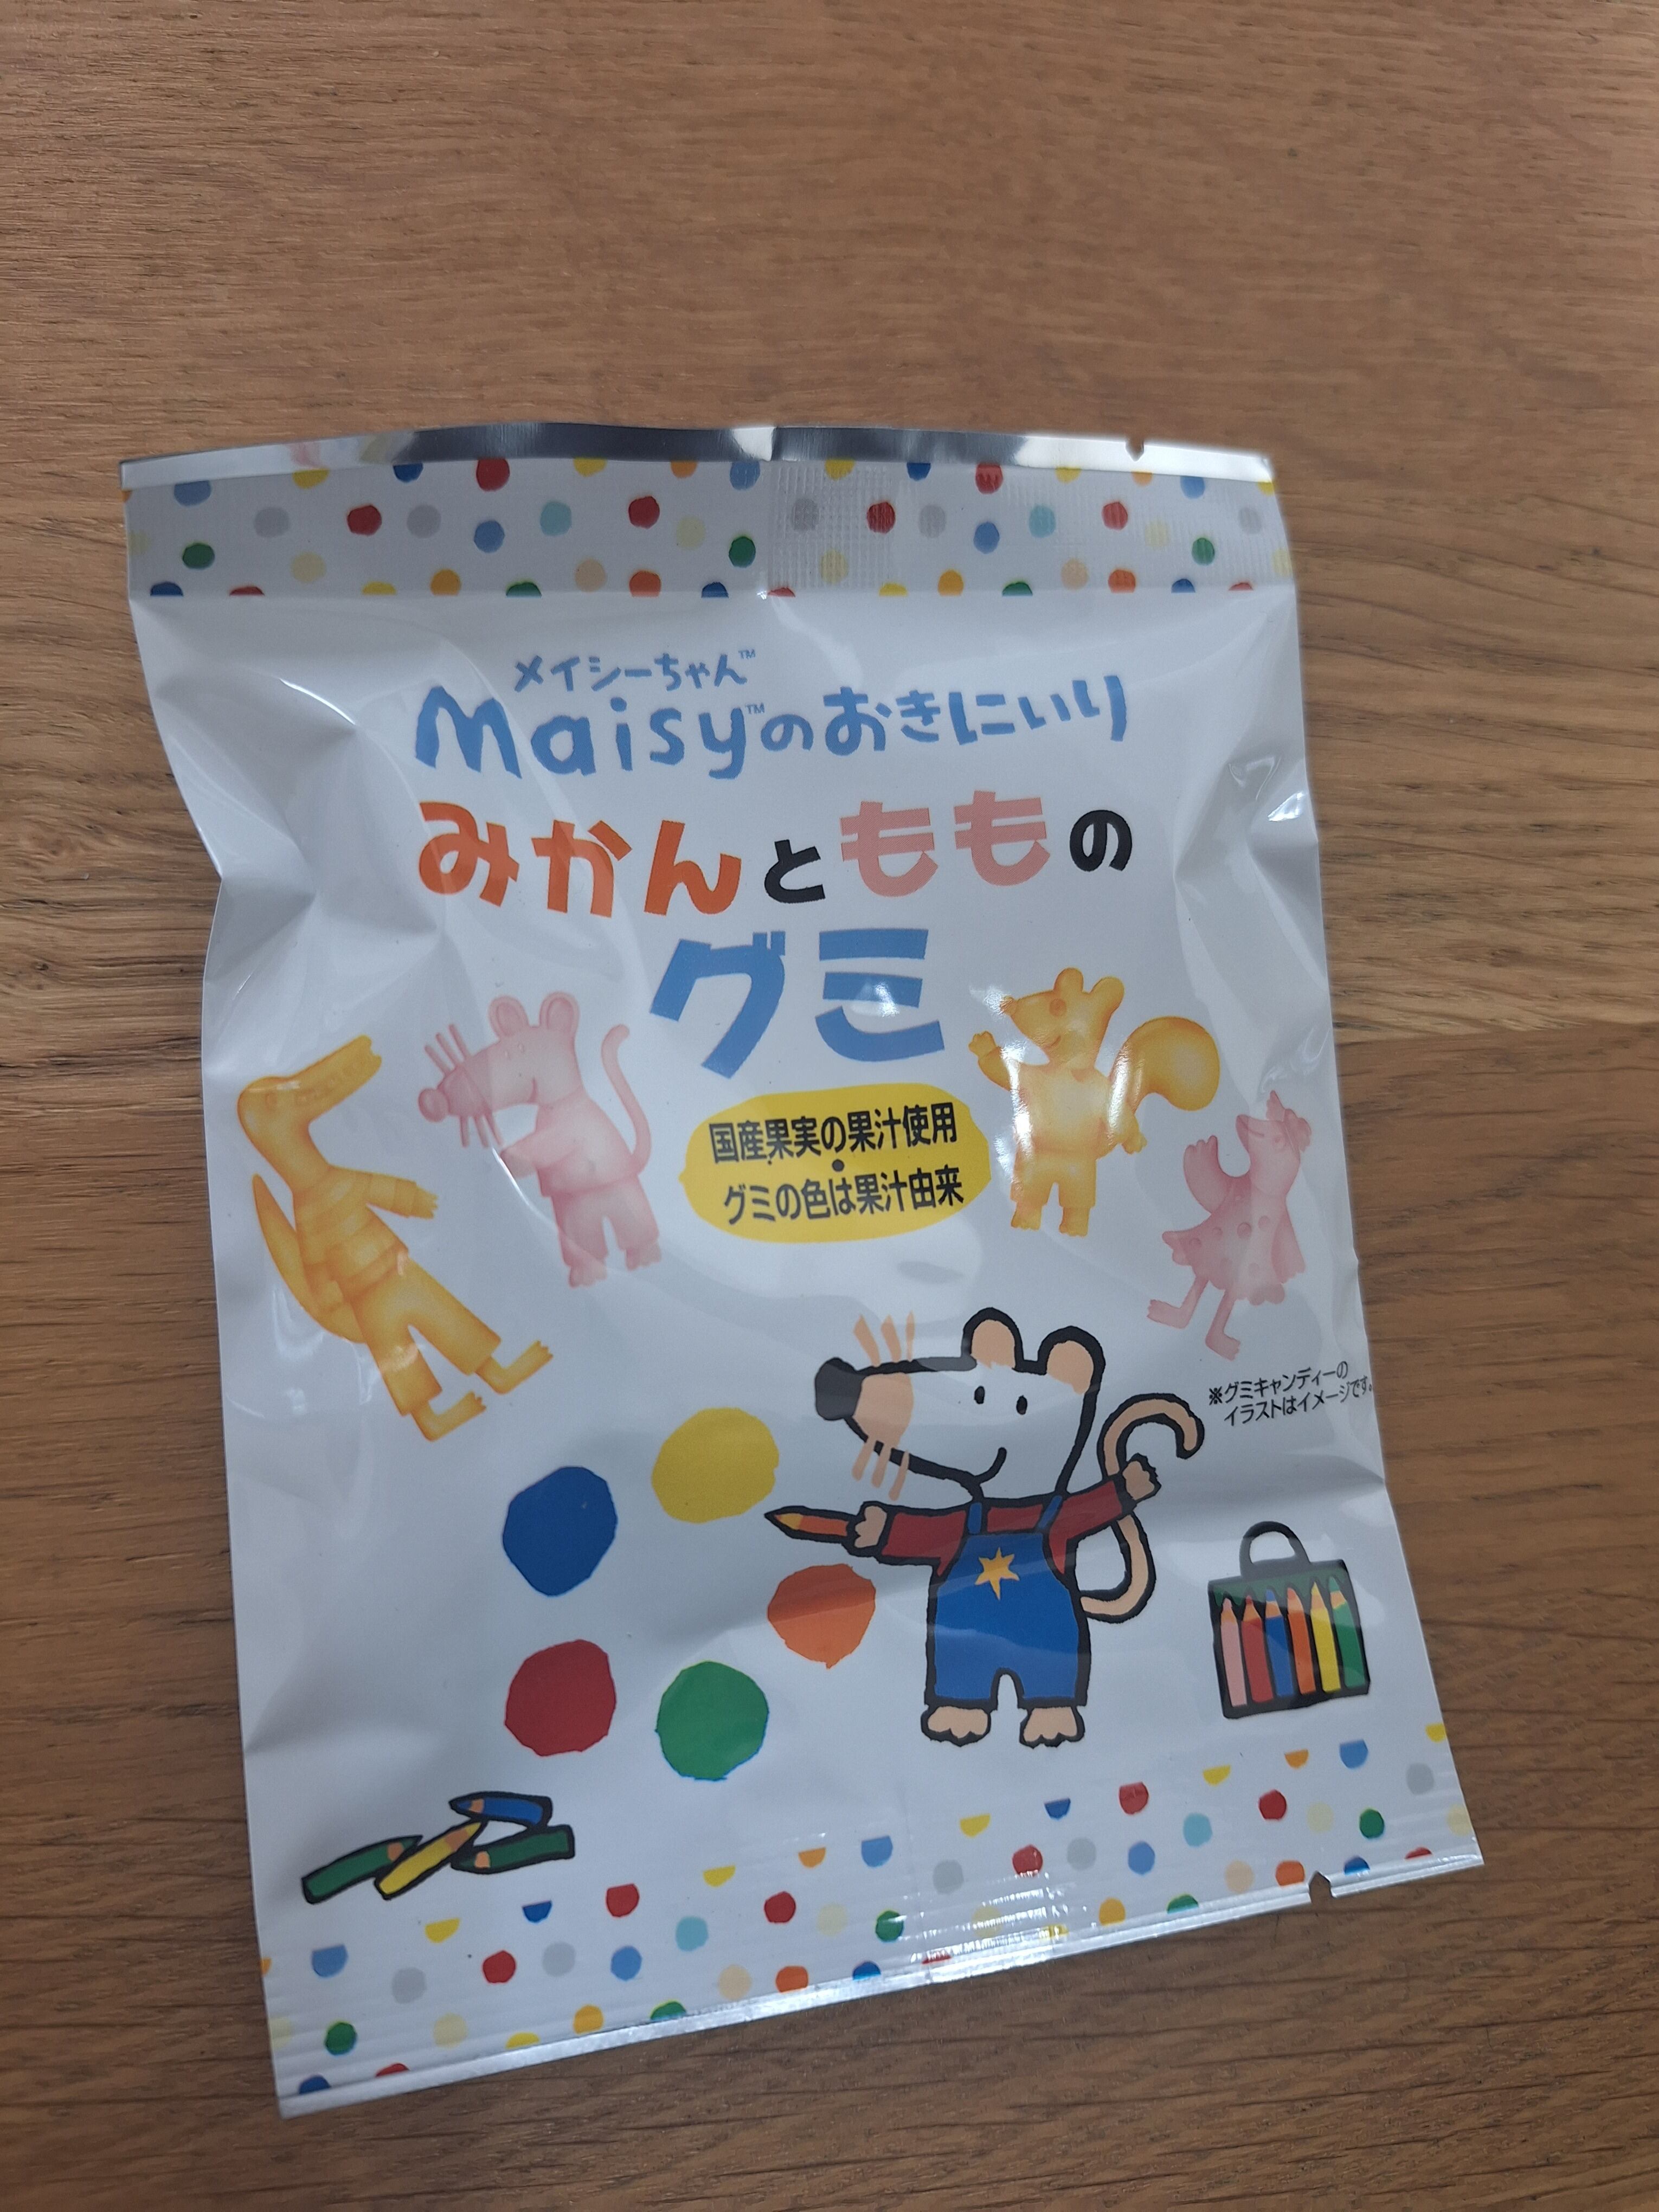 メイシーちゃん™
Maisy™のおきにいり
みかんとももの
グミ
国産果実の果汁使用
グミの色は果汁由来
※グミキャンディーの
イラストはイメージです。